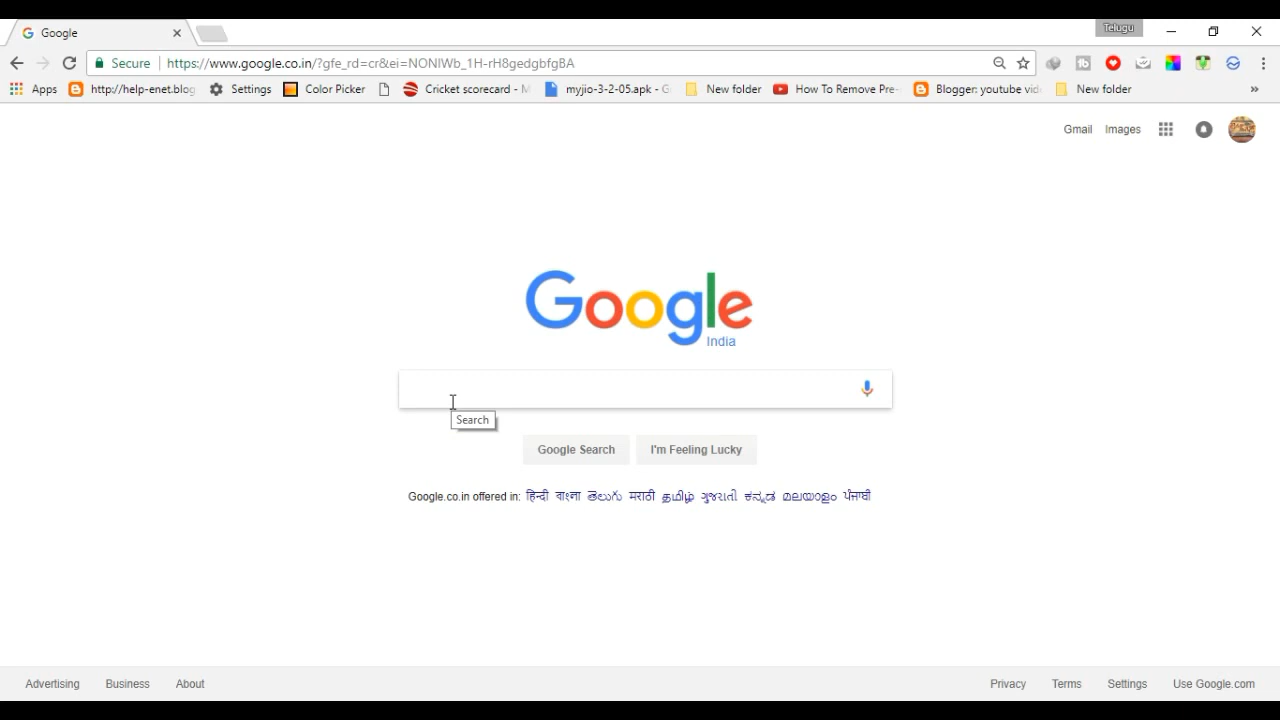 Google
Telugu
Secure https://www.google.co.in/?gfe_rd=cr&ei=NONIWb_1H-rH8gedgbfgBA
Apps http://help-enet.blog Settings Color Picker Cricket scorecard - M myjio-3-2-05.apk - G New folder How To Remove Pre- Blogger: youtube vid New folder
Gmail Images
Google
India
Search
Google Search I'm Feeling Lucky
Google.co.in offered in: हिन्दी বাংলা తెలుగు मराठी தமிழ் ગુજરાતી ಕನ್ನಡ മലയാളം ਪੰਜਾਬੀ
Advertising Business About Privacy Terms Settings Use Google.com